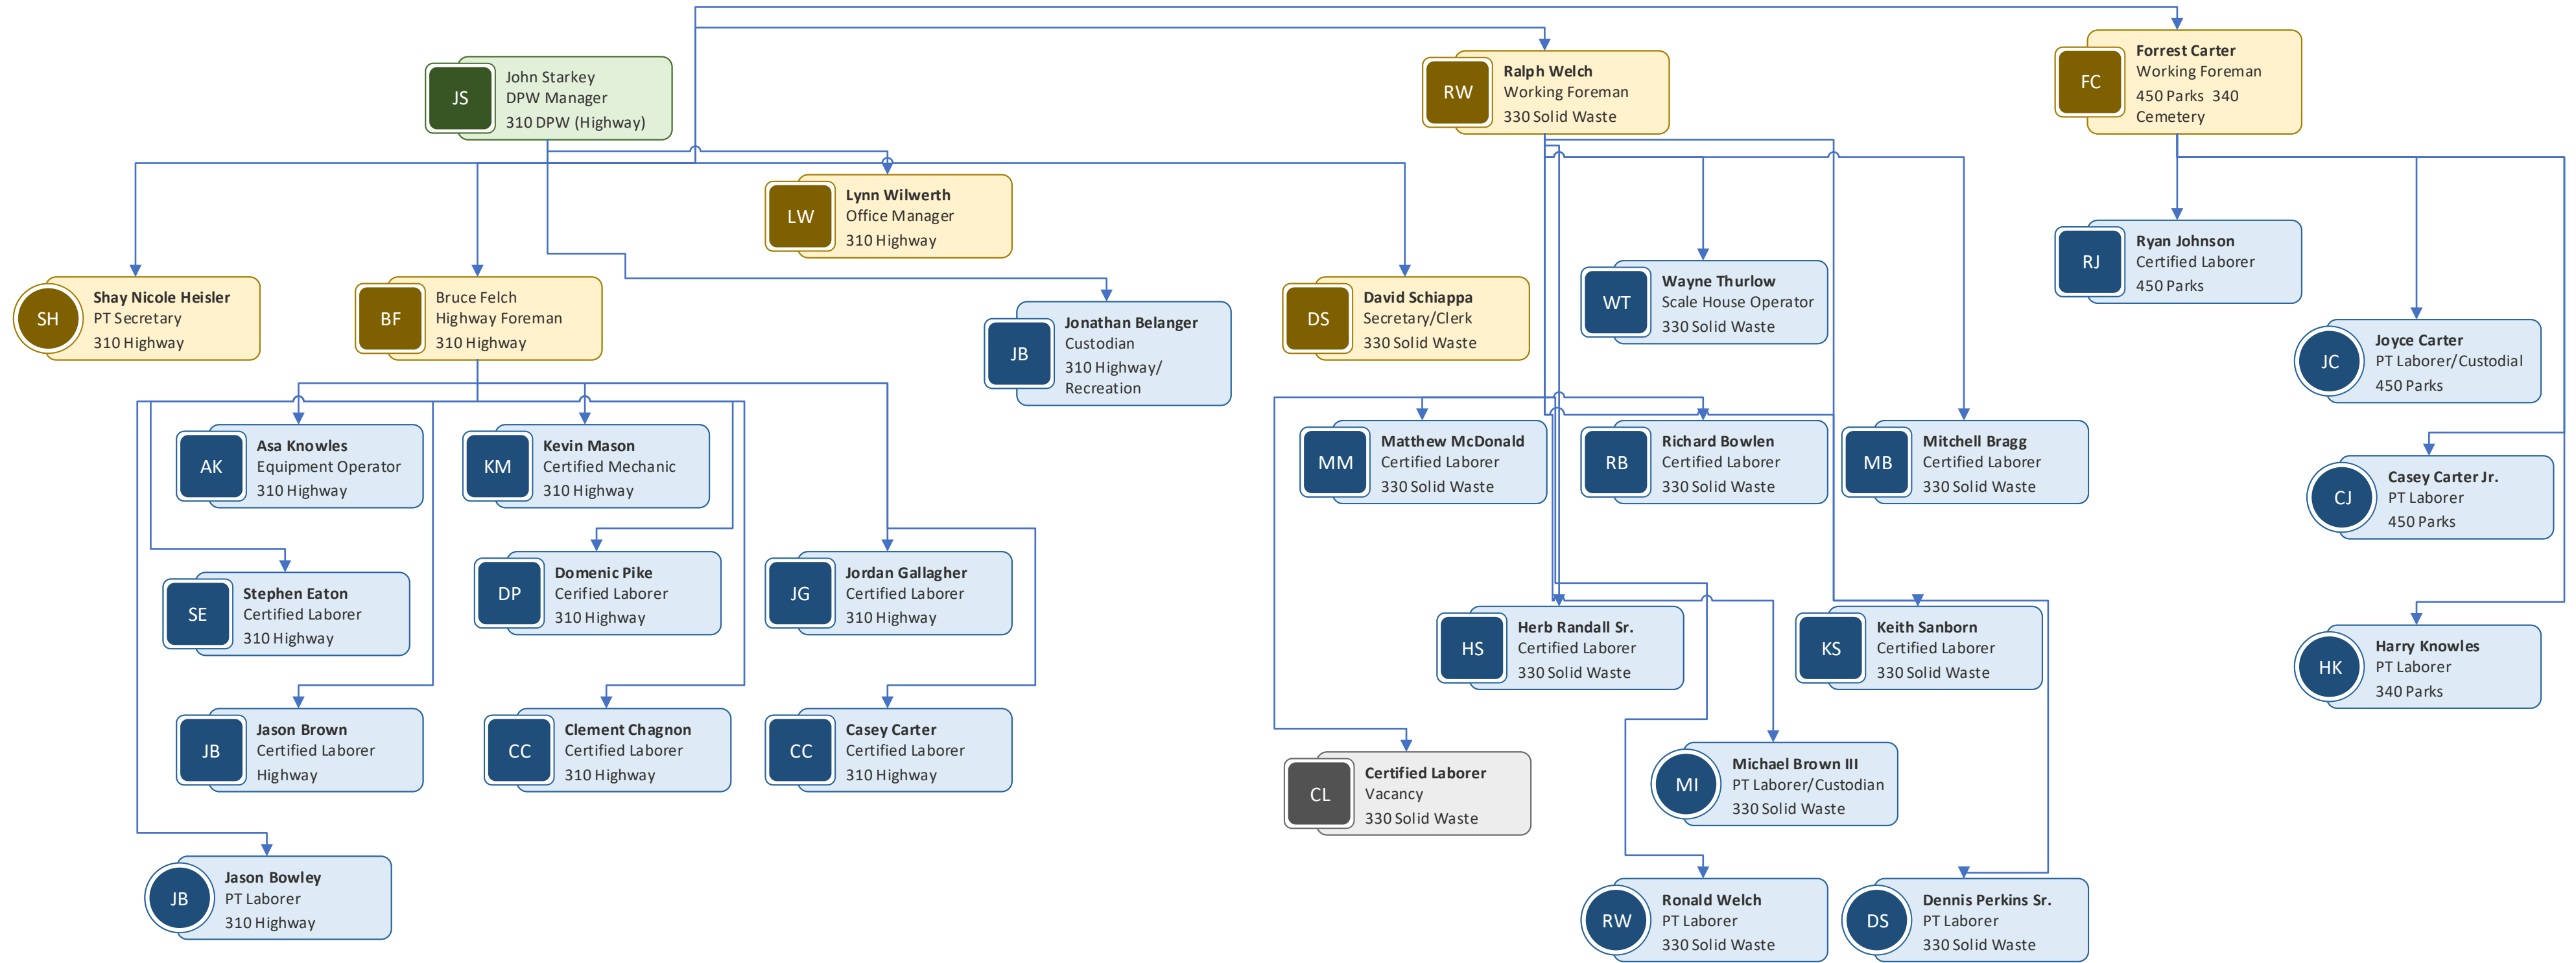 JS
John Starkey
DPW Manager
310 DPW (Highway)
RW
Ralph Welch
Working Foreman
330 Solid Waste
FC
Forrest Carter
Working Foreman
450 Parks 340
Cemetery
LW
Lynn Wilwerth
Office Manager
310 Highway
SH
Shay Nicole Heisler
PT Secretary
310 Highway
BF
Bruce Felch
Highway Foreman
310 Highway
JB
Jonathan Belanger
Custodian
310 Highway/
Recreation
DS
David Schiappa
Secretary/Clerk
330 Solid Waste
WT
Wayne Thurlow
Scale House Operator
330 Solid Waste
RJ
Ryan Johnson
Certified Laborer
450 Parks
JC
Joyce Carter
PT Laborer/Custodial
450 Parks
AK
Asa Knowles
Equipment Operator
310 Highway
KM
Kevin Mason
Certified Mechanic
310 Highway
MM
Matthew McDonald
Certified Laborer
330 Solid Waste
RB
Richard Bowlen
Certified Laborer
330 Solid Waste
MB
Mitchell Bragg
Certified Laborer
330 Solid Waste
CJ
Casey Carter Jr.
PT Laborer
450 Parks
SE
Stephen Eaton
Certified Laborer
310 Highway
DP
Domenic Pike
Cerified Laborer
310 Highway
JG
Jordan Gallagher
Certified Laborer
310 Highway
HS
Herb Randall Sr.
Certified Laborer
330 Solid Waste
KS
Keith Sanborn
Certified Laborer
330 Solid Waste
HK
Harry Knowles
PT Laborer
340 Parks
JB
Jason Brown
Certified Laborer
Highway
CC
Clement Chagnon
Certified Laborer
310 Highway
CC
Casey Carter
Certified Laborer
310 Highway
CL
Certified Laborer
Vacancy
330 Solid Waste
MI
Michael Brown III
PT Laborer/Custodian
330 Solid Waste
JB
Jason Bowley
PT Laborer
310 Highway
RW
Ronald Welch
PT Laborer
330 Solid Waste
DS
Dennis Perkins Sr.
PT Laborer
330 Solid Waste